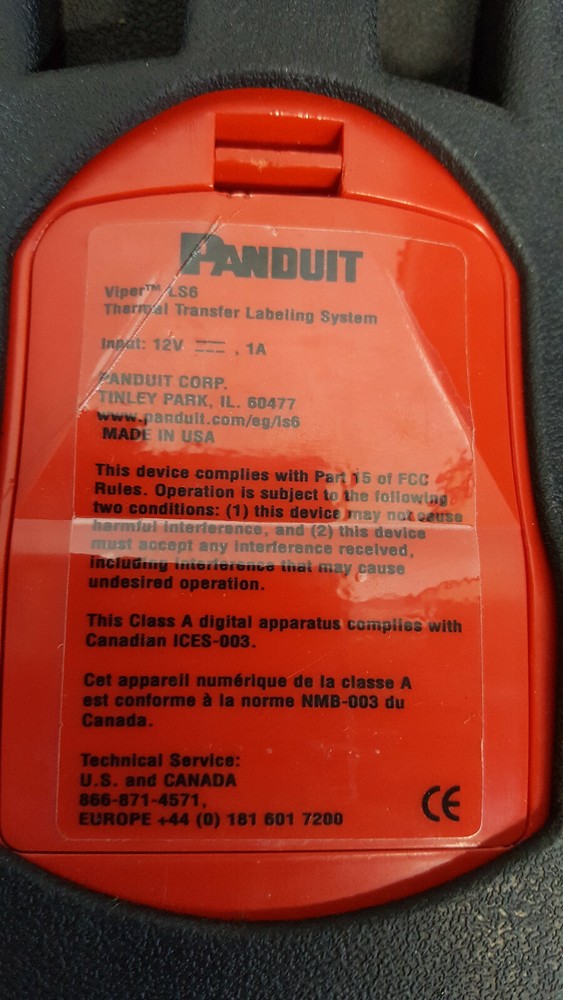 PANDUIT
Viper™ LS6
Thermal Transfer Labeling System
Input: 12V ⎓ , 1A
PANDUIT CORP.
TINLEY PARK, IL. 60477
www.panduit.com/eg/ls6
MADE IN USA
This device complies with Part 15 of FCC
Rules. Operation is subject to the following
two conditions: (1) this device may not cause
harmful interference, and (2) this device
must accept any interference received,
including interference that may cause
undesired operation.
This Class A digital apparatus complies with
Canadian ICES-003.
Cet appareil numérique de la classe A
est conforme à la norme NMB-003 du
Canada.
Technical Service:
U.S. and CANADA
866-871-4571,
EUROPE +44 (0) 181 601 7200
CE